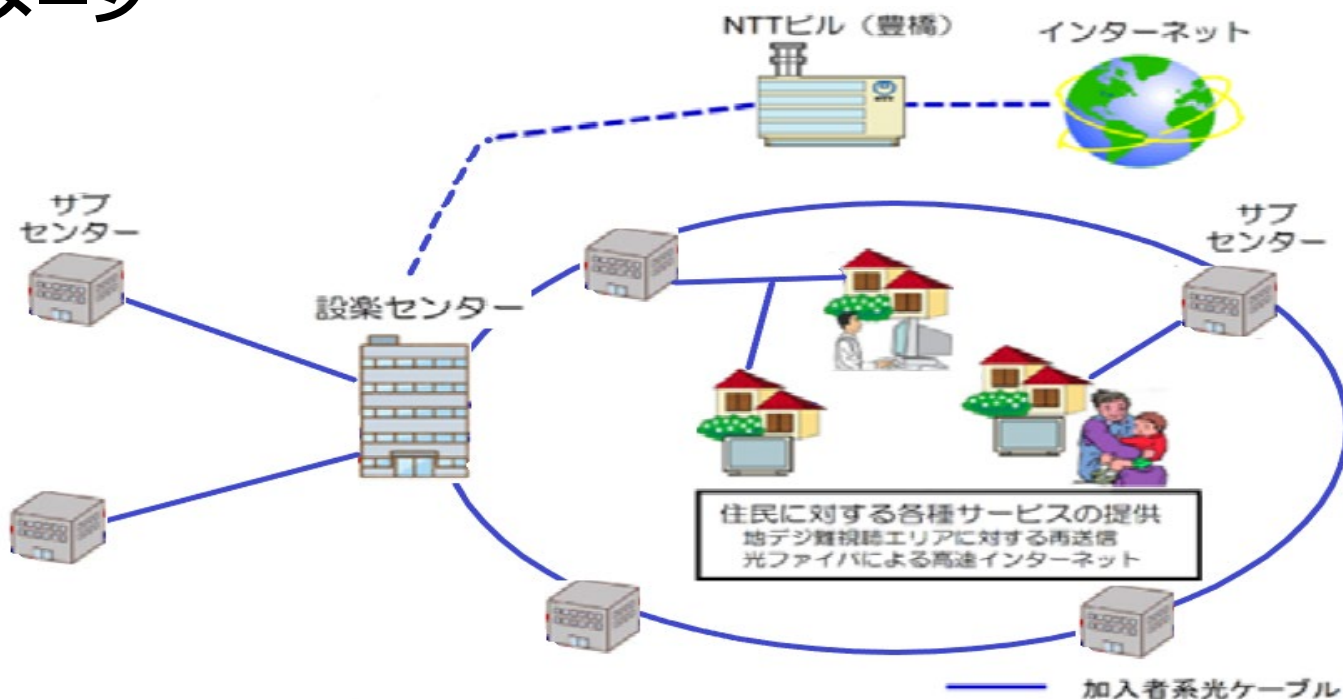 メージ
NTTビル（豊橋）
インターネット
サブ
センター
サブ
センター
設楽センター
住民に対する各種サービスの提供
地デジ難視聴エリアに対する再送信
光ファイバによる高速インターネット
加入者系光ケーブル